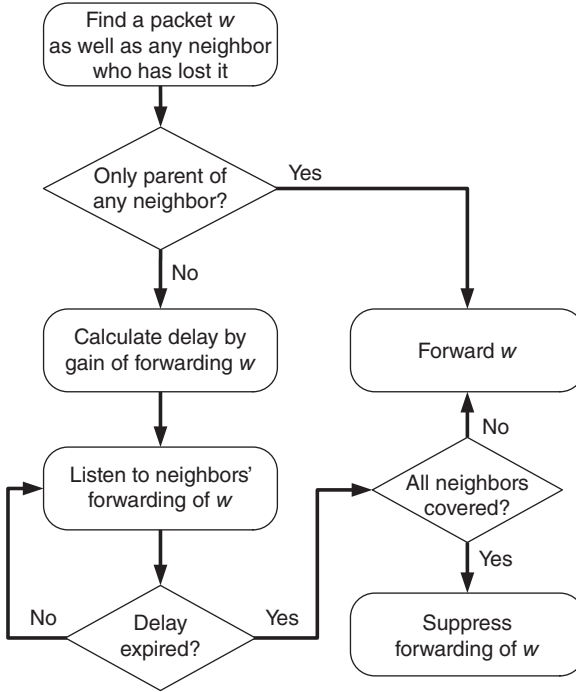 Find a packet w
as well as any neighbor
who has lost it
Only parent of
any neighbor?
Yes
No
Calculate delay by
gain of forwarding w
Forward w
Listen to neighbors’
forwarding of w
No
All neighbors
covered?
Yes
No
Delay
expired?
Yes
Suppress
forwarding of w